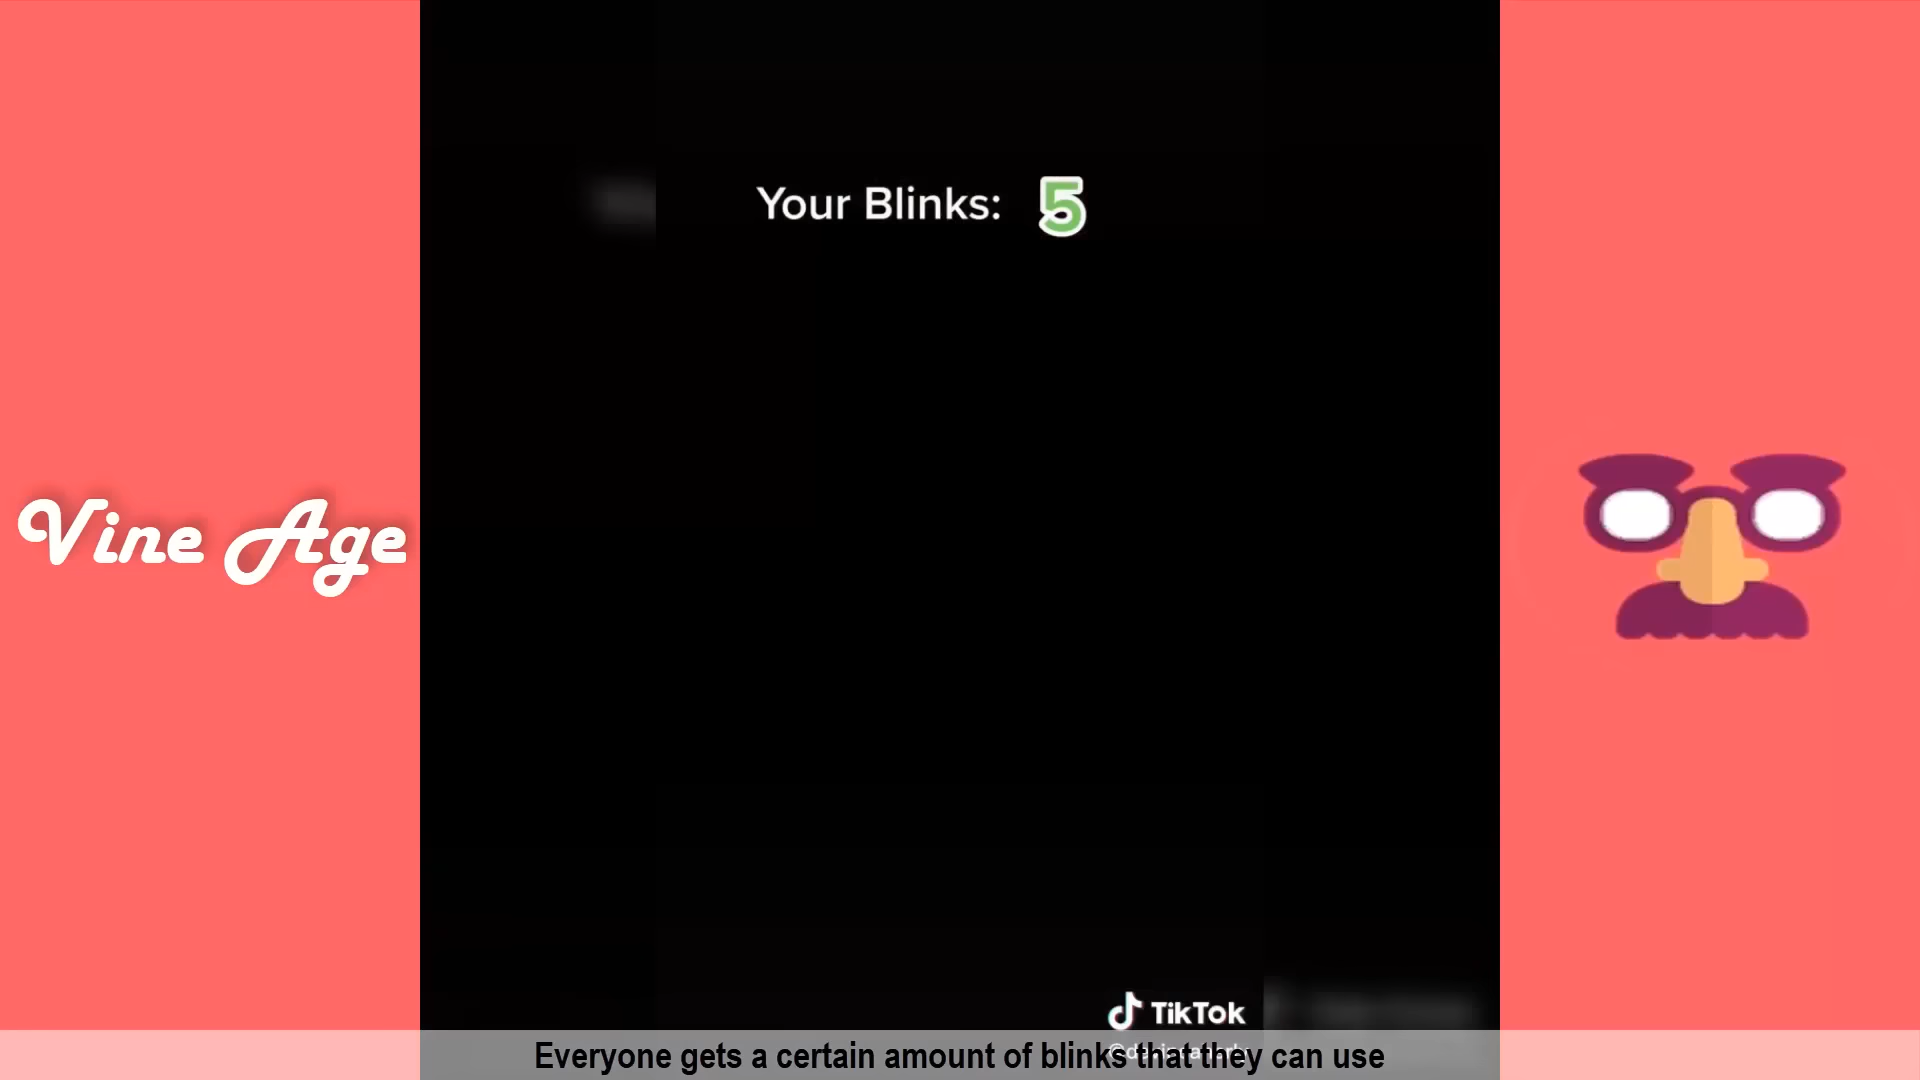 Your Blinks: 5
Vine Age
TikTok
Everyone gets a certain amount of blinks that they can use